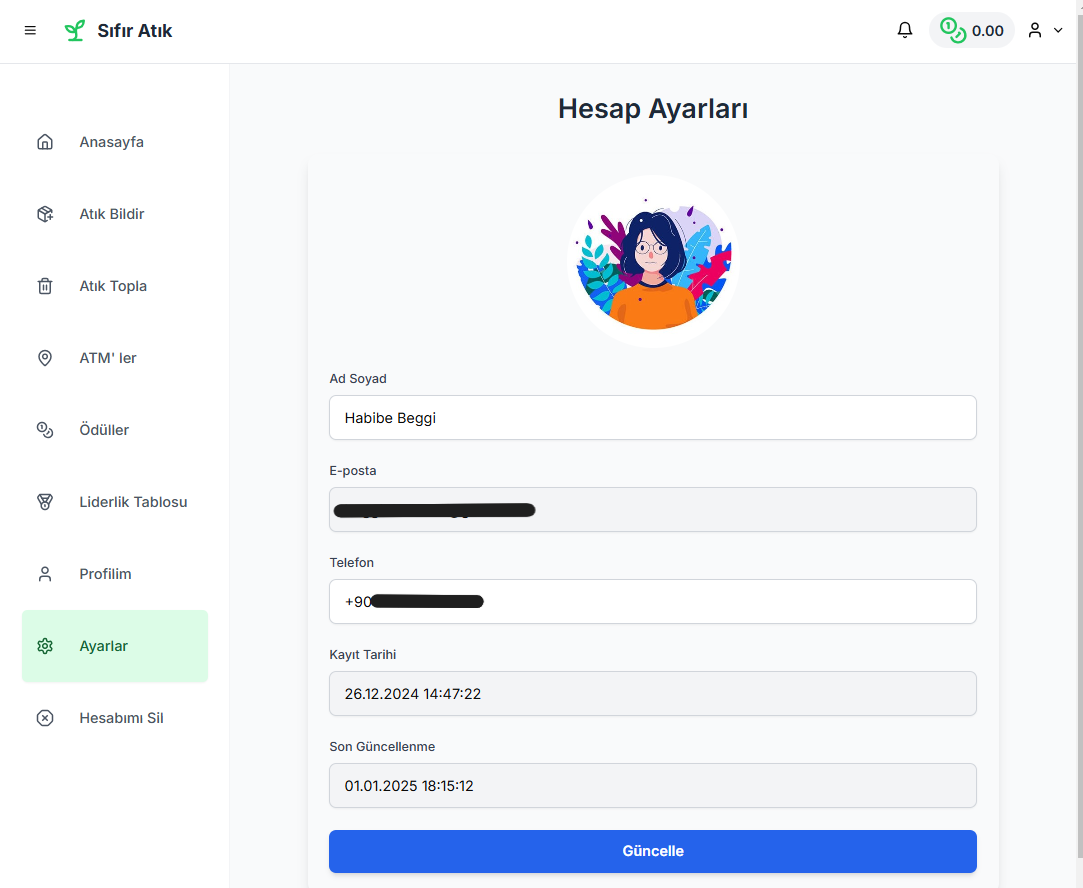 Sıfır Atık
0.00
Anasayfa
Atık Bildir
Atık Topla
ATM' ler
Ödüller
Liderlik Tablosu
Profilim
Ayarlar
Hesabımı Sil
Hesap Ayarları
Ad Soyad
Habibe Beggi
E-posta
Telefon
+90
Kayıt Tarihi
26.12.2024 14:47:22
Son Güncellenme
01.01.2025 18:15:12
Güncelle